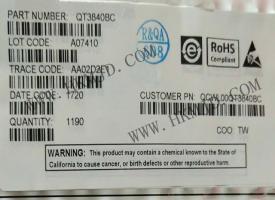 PART NUMBER: QT3840BC
LOT CODE: A07410
R&QA
RoHS
Compliant
e
TRACE CODE:
DATE CODE: 1720
CUSTOMER PN:
QUANTITY: 1190
COO TW
WARNING: This product may contain a chemical known to the State of
California to cause cancer, or birth defects or other reproductive harm.